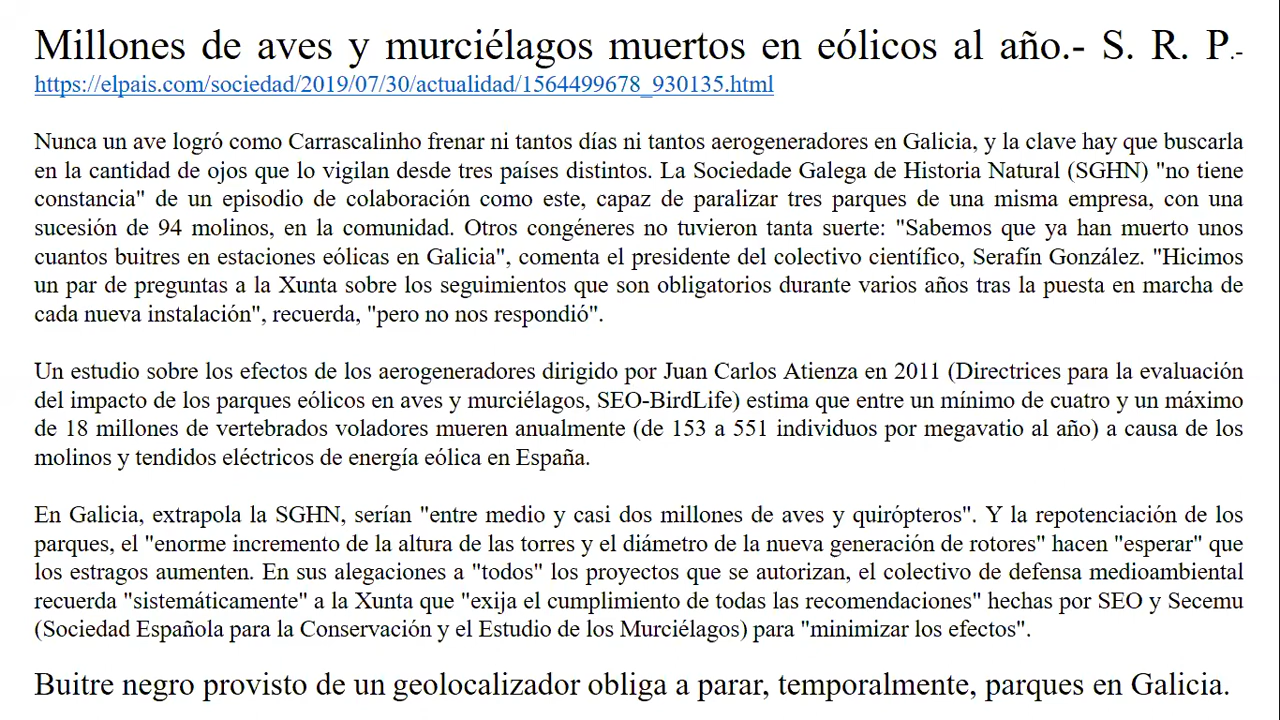 Millones de aves y murciélagos muertos en eólicos al año.- S. R. P.-
https://elpais.com/sociedad/2019/07/30/actualidad/1564499678_930135.html
Nunca un ave logró como Carrascalinho frenar ni tantos días ni tantos aerogeneradores en Galicia, y la clave hay que buscarla
en la cantidad de ojos que lo vigilan desde tres países distintos. La Sociedade Galega de Historia Natural (SGHN) "no tiene
constancia" de un episodio de colaboración como este, capaz de paralizar tres parques de una misma empresa, con una
sucesión de 94 molinos, en la comunidad. Otros congéneres no tuvieron tanta suerte: "Sabemos que ya han muerto unos
cuantos buitres en estaciones eólicas en Galicia", comenta el presidente del colectivo científico, Serafín González. "Hicimos
un par de preguntas a la Xunta sobre los seguimientos que son obligatorios durante varios años tras la puesta en marcha de
cada nueva instalación", recuerda, "pero no nos respondió".
Un estudio sobre los efectos de los aerogeneradores dirigido por Juan Carlos Atienza en 2011 (Directrices para la evaluación
del impacto de los parques eólicos en aves y murciélagos, SEO-BirdLife) estima que entre un mínimo de cuatro y un máximo
de 18 millones de vertebrados voladores mueren anualmente (de 153 a 551 individuos por megavatio al año) a causa de los
molinos y tendidos eléctricos de energía eólica en España.
En Galicia, extrapola la SGHN, serían "entre medio y casi dos millones de aves y quirópteros". Y la repotenciación de los
parques, el "enorme incremento de la altura de las torres y el diámetro de la nueva generación de rotores" hacen "esperar" que
los estragos aumenten. En sus alegaciones a "todos" los proyectos que se autorizan, el colectivo de defensa medioambiental
recuerda "sistemáticamente" a la Xunta que "exija el cumplimiento de todas las recomendaciones" hechas por SEO y Secemu
(Sociedad Española para la Conservación y el Estudio de los Murciélagos) para "minimizar los efectos".
Buitre negro provisto de un geolocalizador obliga a parar, temporalmente, parques en Galicia.